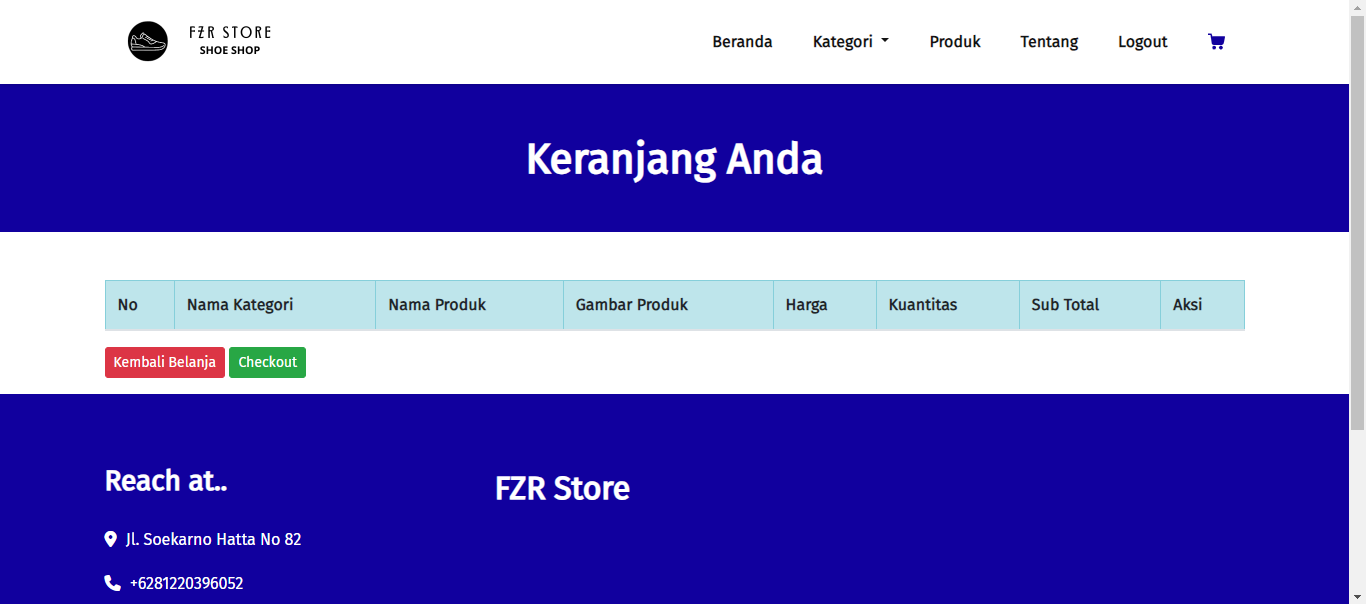 FZR STORE
SHOE SHOP
Beranda Kategori Produk Tentang Logout
Keranjang Anda
No Nama Kategori Nama Produk Gambar Produk Harga Kuantitas Sub Total Aksi
Kembali Belanja Checkout
Reach at..
Jl. Soekarno Hatta No 82
+6281220396052
FZR Store